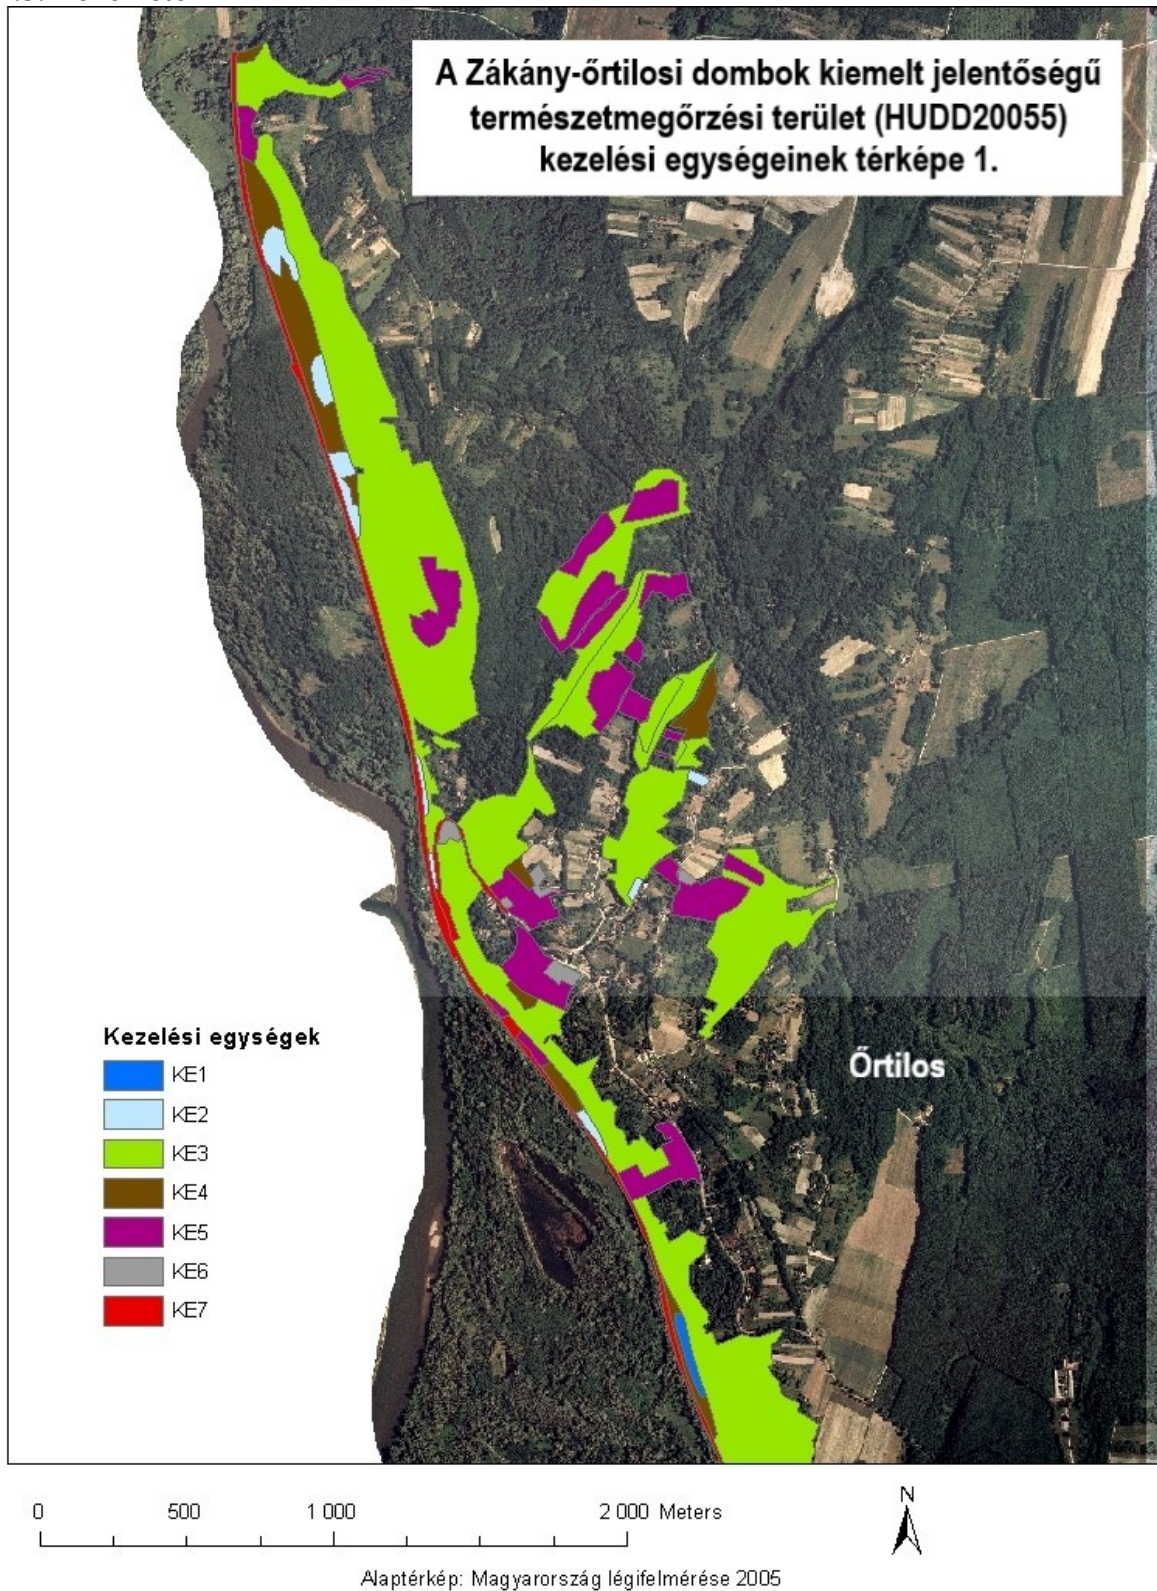 A Zákány-őrtilosi dombok kiemelt jelentőségű
természetmegőrzési terület (HUDD20055)
kezelési egységeinek térképe 1.
Őrtilos
Kezelési egységek
KE1
KE2
KE3
KE4
KE5
KE6
KE7
0 500 1 000 2 000 Meters
N
Alaptérkép: Magyarország légifelmérése 2005